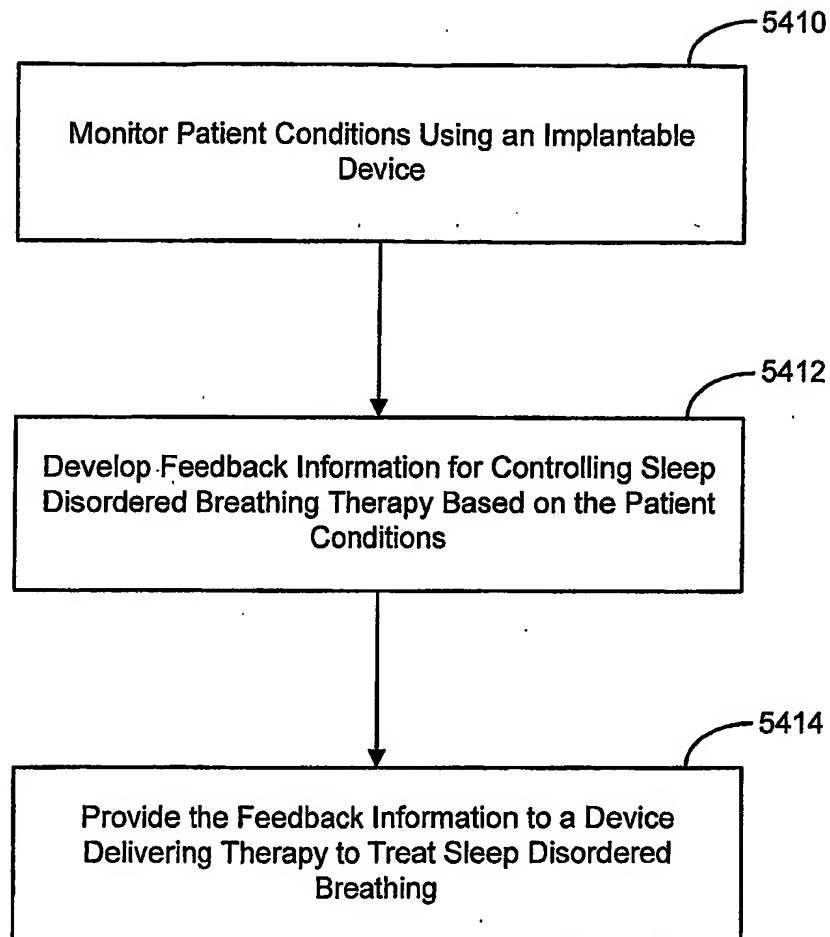 5410
Monitor Patient Conditions Using an Implantable
Device
5412
Develop Feedback Information for Controlling Sleep
Disordered Breathing Therapy Based on the Patient
Conditions
5414
Provide the Feedback Information to a Device
Delivering Therapy to Treat Sleep Disordered
Breathing